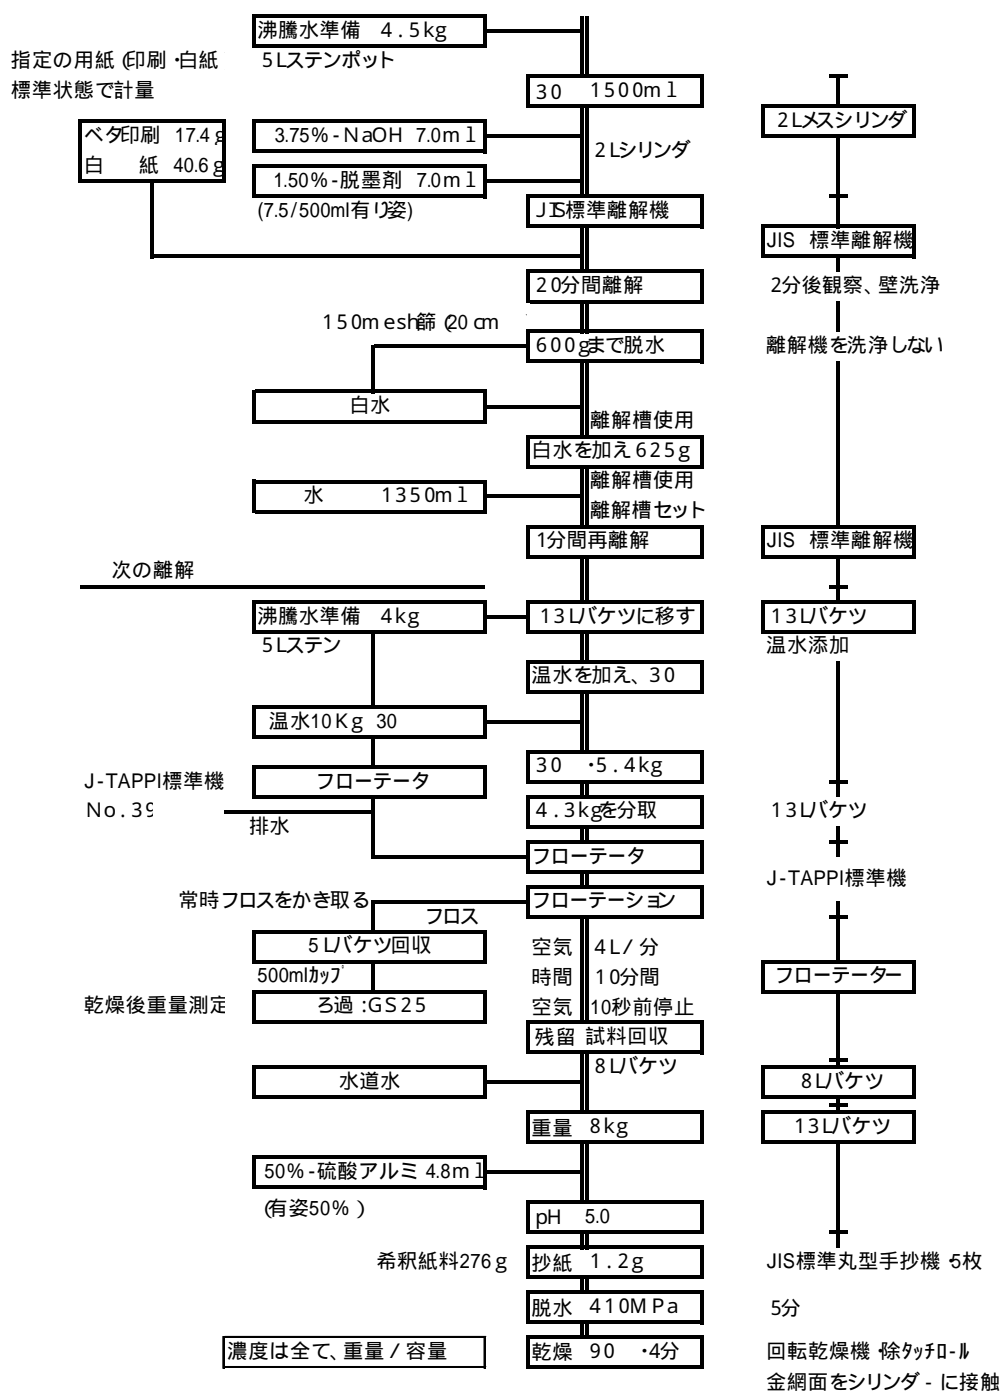 沸騰水準備 4.5kg
指定の用紙(印刷・白紙
5Lステンポット
標準状態で計量
30 1500ml
2Lメスシリンダ
ベタ印刷 17.4g
白 紙 40.6g
3.75%-NaOH 7.0ml
2Lシリンダ
1.50%-脱墨剤 7.0ml
(7.5/500ml有り姿)
JIS標準離解機
JIS 標準離解機
20分間離解
2分後観察、壁洗浄
150mesh篩(20cm
600gまで脱水
離解機を洗浄しない
白水
離解槽使用
白水を加え625g
離解槽使用
水 1350ml
離解槽セット
1分間再離解
JIS 標準離解機
次の離解
沸騰水準備 4kg
13Lバケツに移す
13Lバケツ
5Lステン
温水添加
温水を加え、30
温水10Kg 30
30 ・5.4kg
J-TAPPI標準機
フローテータ
No.39
4.3kgを分取
13Lバケツ
排水
フローテータ
J-TAPPI標準機
常時フロスをかき取る
フローテーション
フロス
5Lバケツ回収
空気 4L/分
500mlカップ
時間 10分間
フローテーター
乾燥後重量測定
ろ過:GS25
空気 10秒前停止
残留 試料回収
8Lバケツ
水道水
8Lバケツ
重量 8kg
13Lバケツ
50%-硫酸アルミ 4.8ml
(有姿50%)
pH 5.0
希釈紙料276g
抄紙 1.2g
JIS標準丸型手抄機・5枚
脱水 410MPa
5分
濃度は全て、重量/容量
乾燥 90 ・4分
回転乾燥機・除タッチロール
金網面をシリンダ-に接触